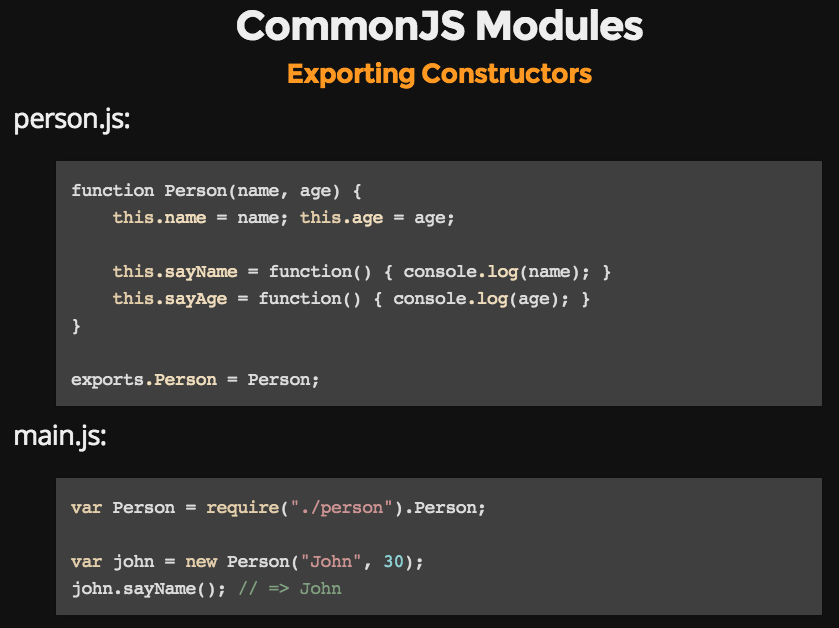 CommonJS Modules
Exporting Constructors
person.js:
function Person(name, age) {
    this.name = name; this.age = age;
    this.sayName = function() { console.log(name); }
    this.sayAge = function() { console.log(age); }
}
exports.Person = Person;
main.js:
var Person = require("./person").Person;
var john = new Person("John", 30);
john.sayName(); // => John